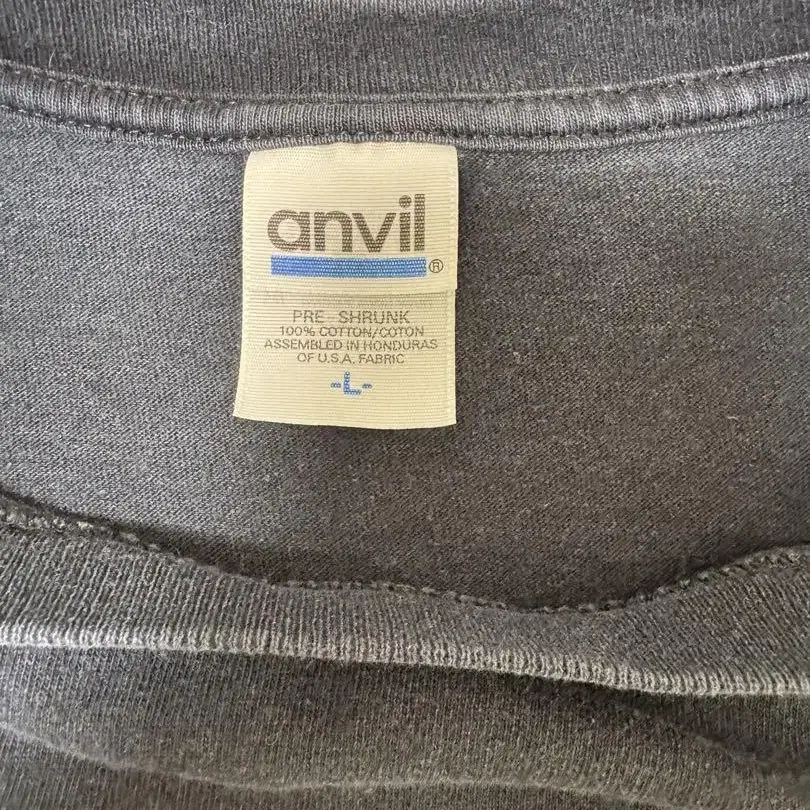 anvil
®
PRE-SHRUNK
100% COTTON/COTON
ASSEMBLED IN HONDURAS
OF U.S.A. FABRIC
-L-